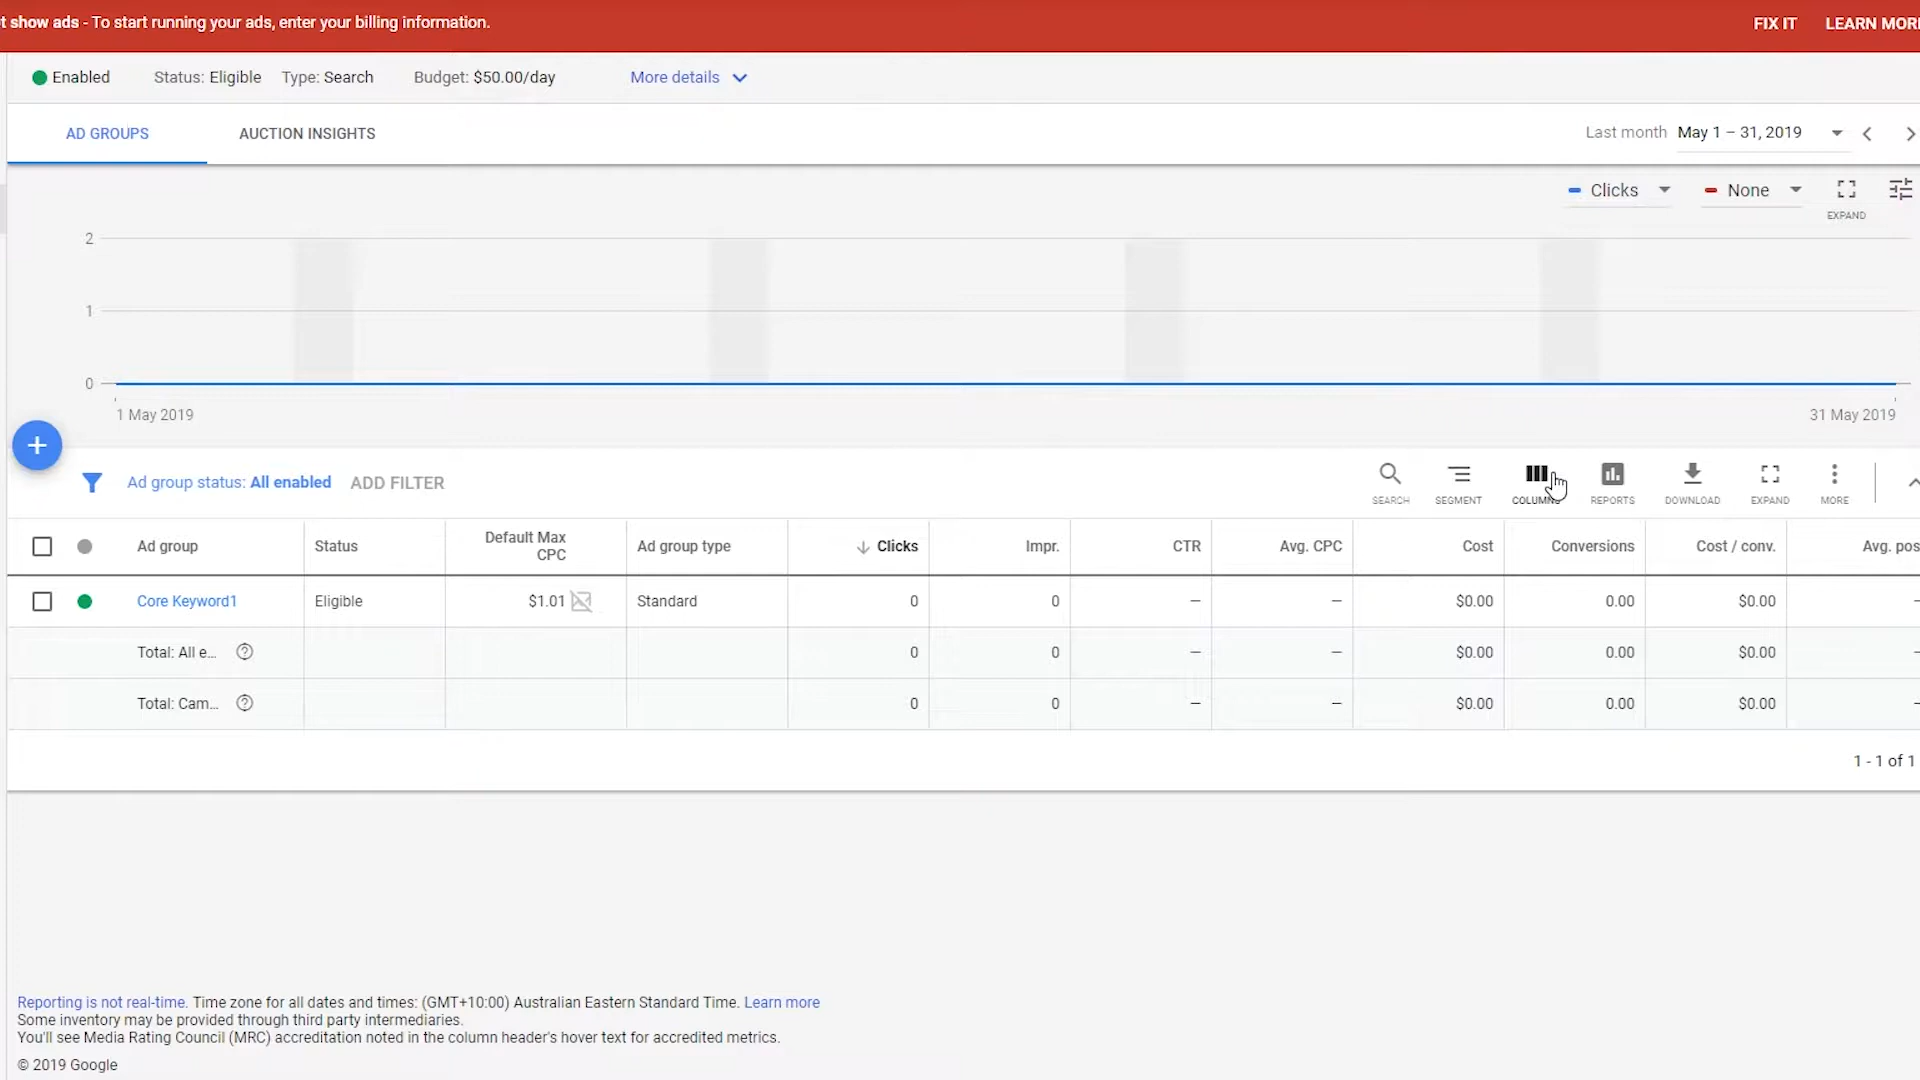 t show ads - To start running your ads, enter your billing information.
FIX IT
LEARN MORE
Enabled
Status: Eligible
Type: Search
Budget: $50.00/day
More details
AD GROUPS
AUCTION INSIGHTS
Last month May 1 – 31, 2019
Clicks
None
EXPAND
2
1
0
1 May 2019
31 May 2019
Ad group status: All enabled
ADD FILTER
SEARCH
SEGMENT
COLUMNS
REPORTS
DOWNLOAD
EXPAND
MORE
Ad group Status Default Max CPC Ad group type Clicks Impr. CTR Avg. CPC Cost Conversions Cost / conv. Avg. pos
Core Keyword1 Eligible $1.01 Standard 0 0 – – $0.00 0.00 $0.00 –
Total: All e... 0 0 – – $0.00 0.00 $0.00 –
Total: Cam... 0 0 – – $0.00 0.00 $0.00 –
1 - 1 of 1
Reporting is not real-time. Time zone for all dates and times: (GMT+10:00) Australian Eastern Standard Time. Learn more
Some inventory may be provided through third party intermediaries.
You'll see Media Rating Council (MRC) accreditation noted in the column header's hover text for accredited metrics.
© 2019 Google